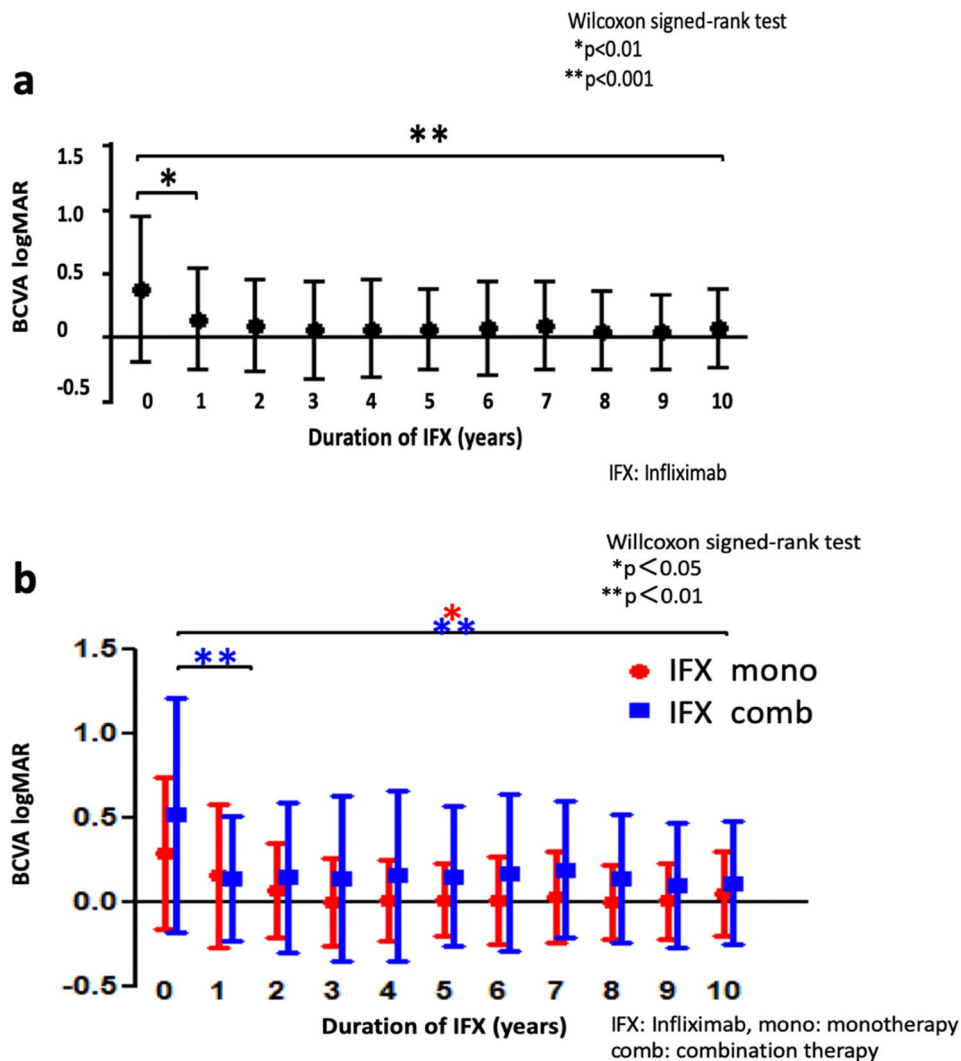 Wilcoxon signed-rank test
*p<0.01
**p<0.001
a
**
*
1.5
1.0
0.5
0
-0.5
BCVA logMAR
0 1 2 3 4 5 6 7 8 9 10
Duration of IFX (years)
IFX: Infliximab
Willcoxon signed-rank test
*p<0.05
**p<0.01
b
*
**
**
IFX mono
IFX comb
1.5
1.0
0.5
0.0
-0.5
BCVA logMAR
0 1 2 3 4 5 6 7 8 9 10
Duration of IFX (years)
IFX: Infliximab, mono: monotherapy
comb: combination therapy